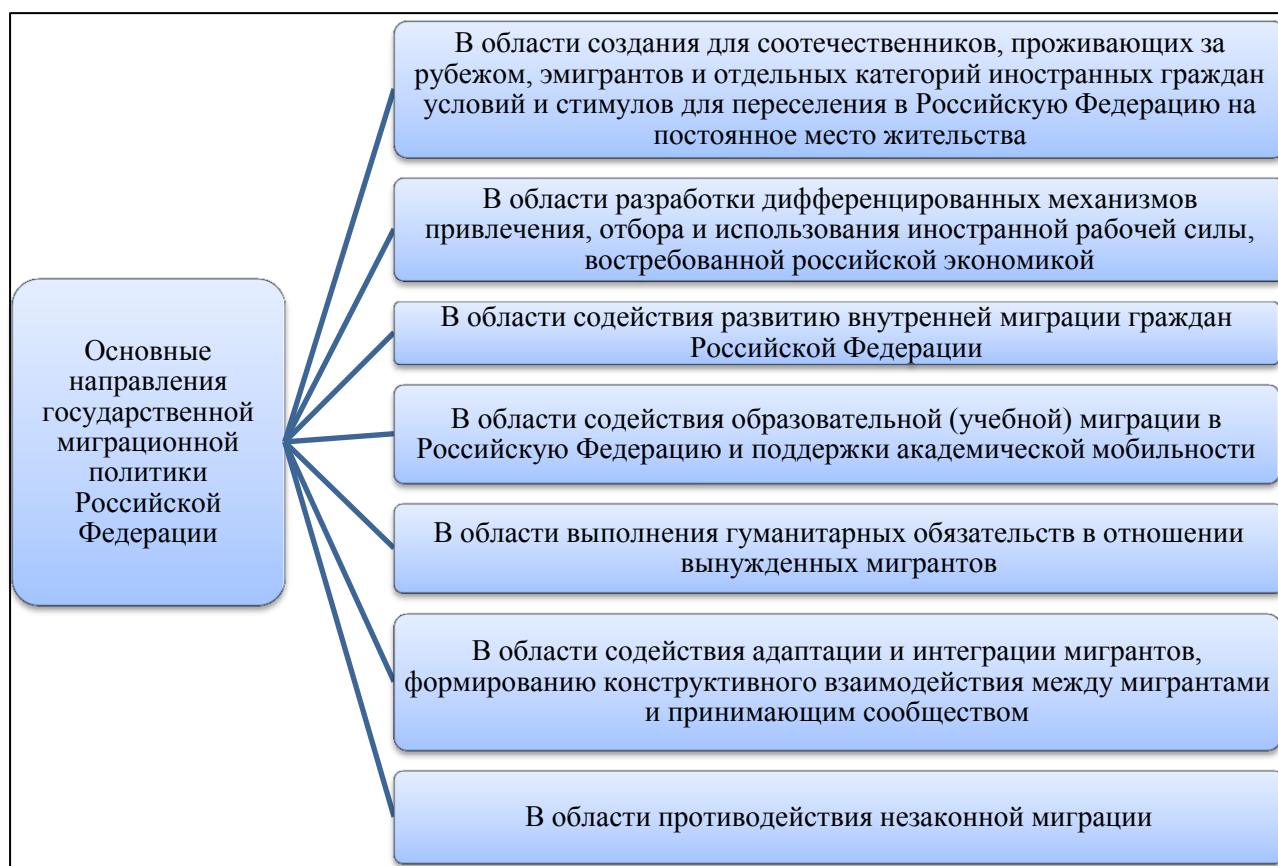 В области создания для соотечественников, проживающих за
рубежом, эмигрантов и отдельных категорий иностранных граждан
условий и стимулов для переселения в Российскую Федерацию на
постоянное место жительства
В области разработки дифференцированных механизмов
привлечения, отбора и использования иностранной рабочей силы,
востребованной российской экономикой
В области содействия развитию внутренней миграции граждан
Российской Федерации
Основные
направления
государственной
миграционной
политики
Российской
Федерации
В области содействия образовательной (учебной) миграции в
Российскую Федерацию и поддержки академической мобильности
В области выполнения гуманитарных обязательств в отношении
вынужденных мигрантов
В области содействия адаптации и интеграции мигрантов,
формированию конструктивного взаимодействия между мигрантами
и принимающим сообществом
В области противодействия незаконной миграции